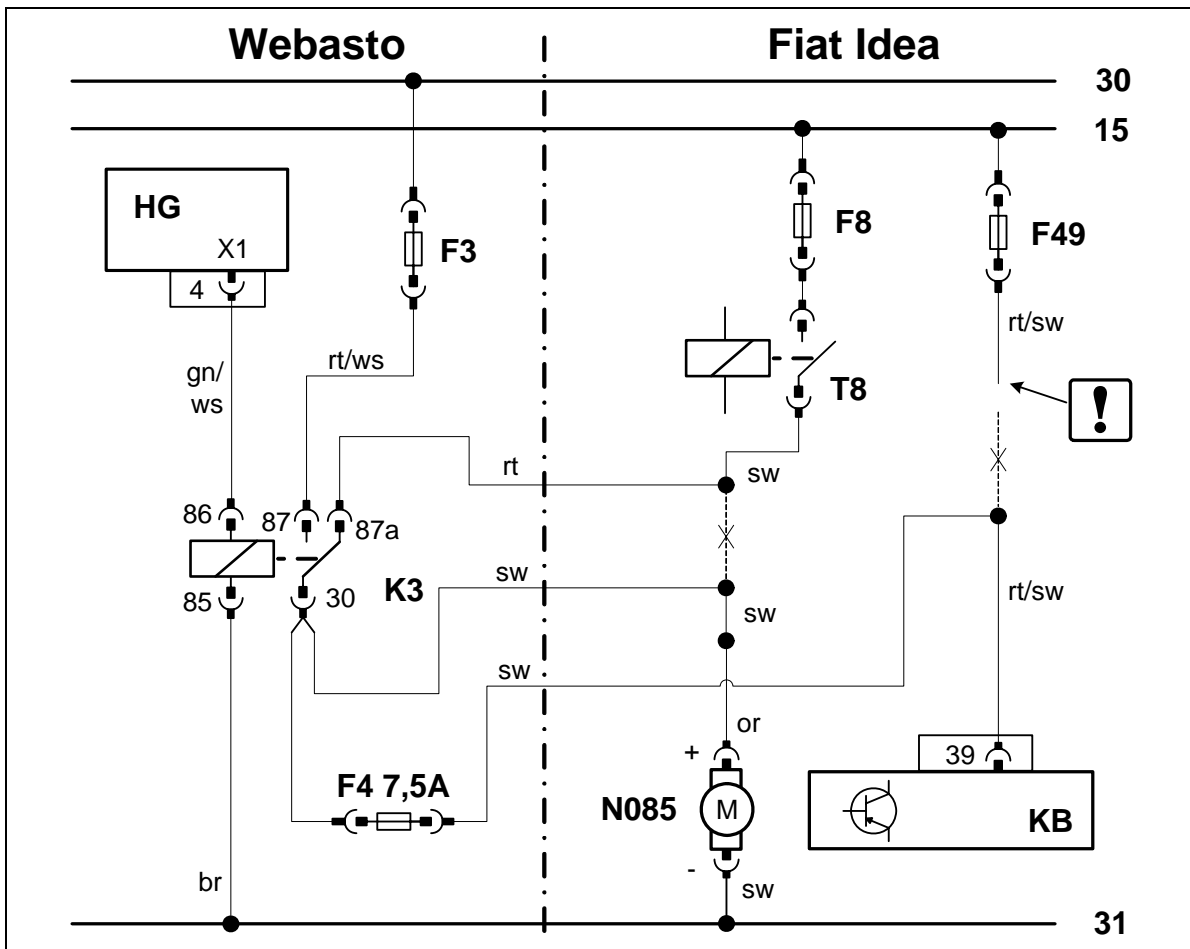 Webasto Fiat Idea
30
15
HG
X1
4
F3
F8
F49
rt/sw
gn/
ws
rt/ws
T8
!
rt
sw
86
87
87a
85
30
K3
sw
sw
rt/sw
sw
or
+
39
F4 7,5A
N085
M
KB
-
br
sw
31